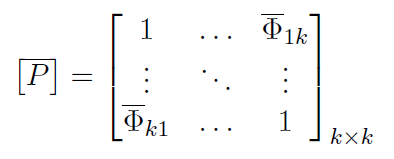 [P̅] = [ 1 … Φ̅₁ₖ
⋮ ⋱ ⋮
Φ̅ₖ₁ … 1 ]ₖ×ₖ